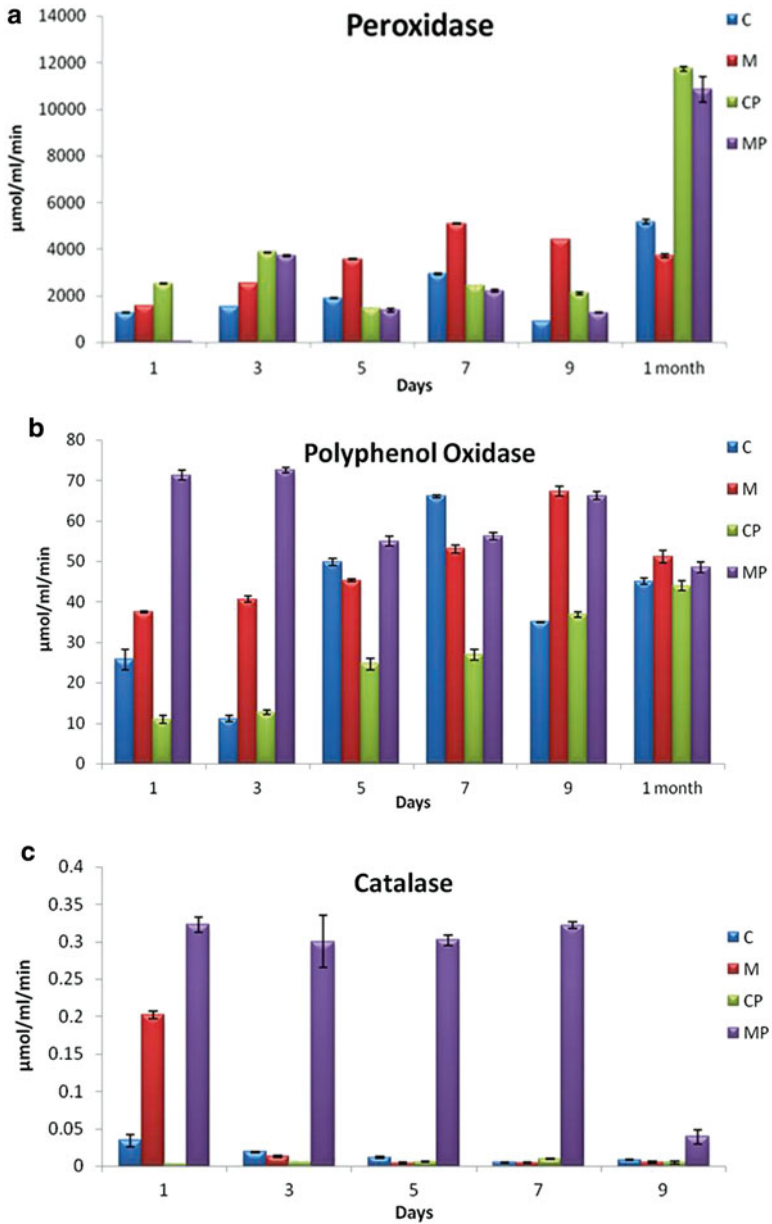 a
Peroxidase
14000
12000
10000
8000
6000
4000
2000
0
µmol/ml/min
1 3 5 7 9 1 month
Days
C
M
CP
MP
b
Polyphenol Oxidase
80
70
60
50
40
30
20
10
0
µmol/ml/min
1 3 5 7 9 1 month
Days
C
M
CP
MP
c
Catalase
0.4
0.35
0.3
0.25
0.2
0.15
0.1
0.05
0
µmol/ml/min
1 3 5 7 9
Days
C
M
CP
MP